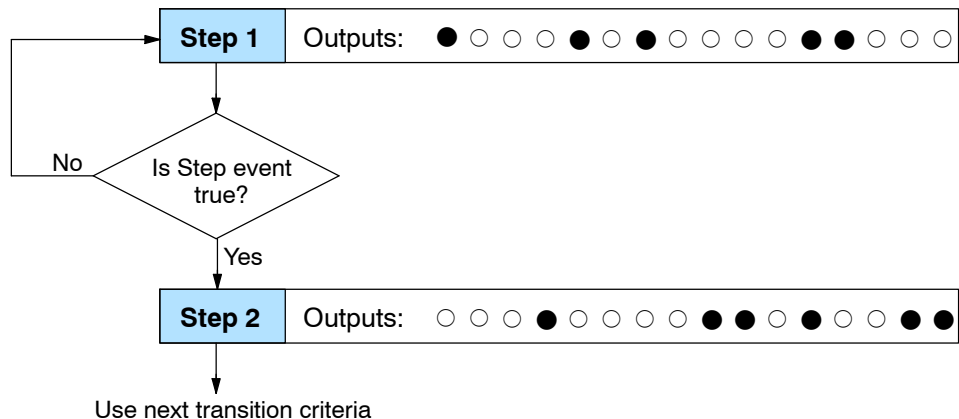 Step 1 Outputs:
No
Is Step event
true?
Yes
Step 2 Outputs:
Use next transition criteria